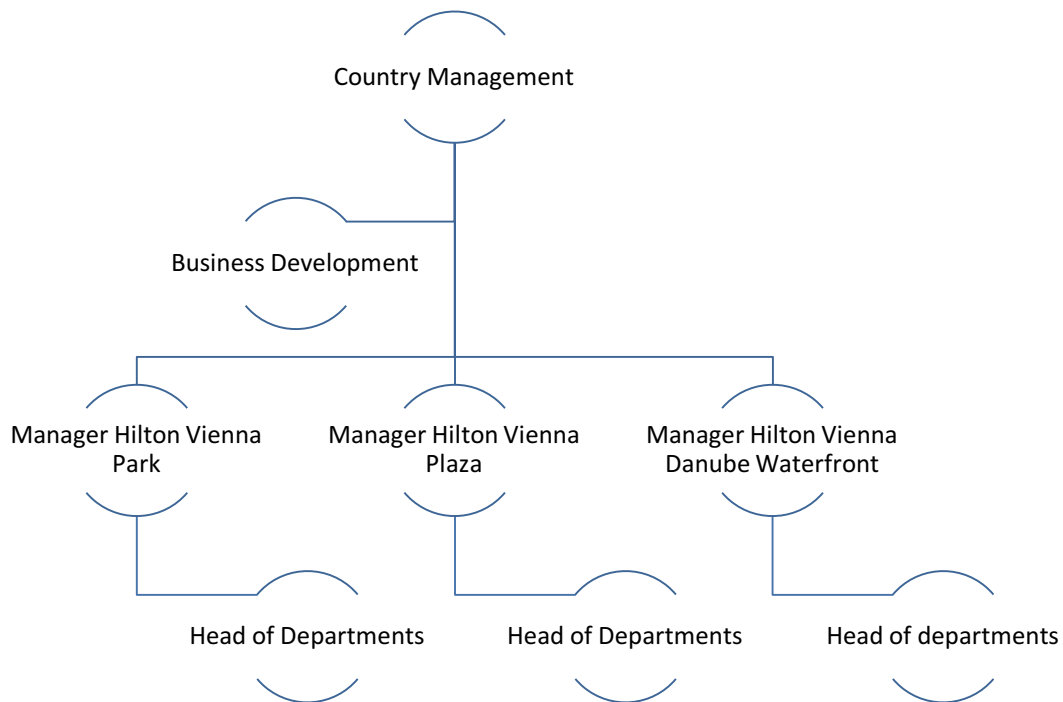 Country Management
Business Development
Manager Hilton Vienna
Park
Manager Hilton Vienna
Plaza
Manager Hilton Vienna
Danube Waterfront
Head of Departments
Head of Departments
Head of departments